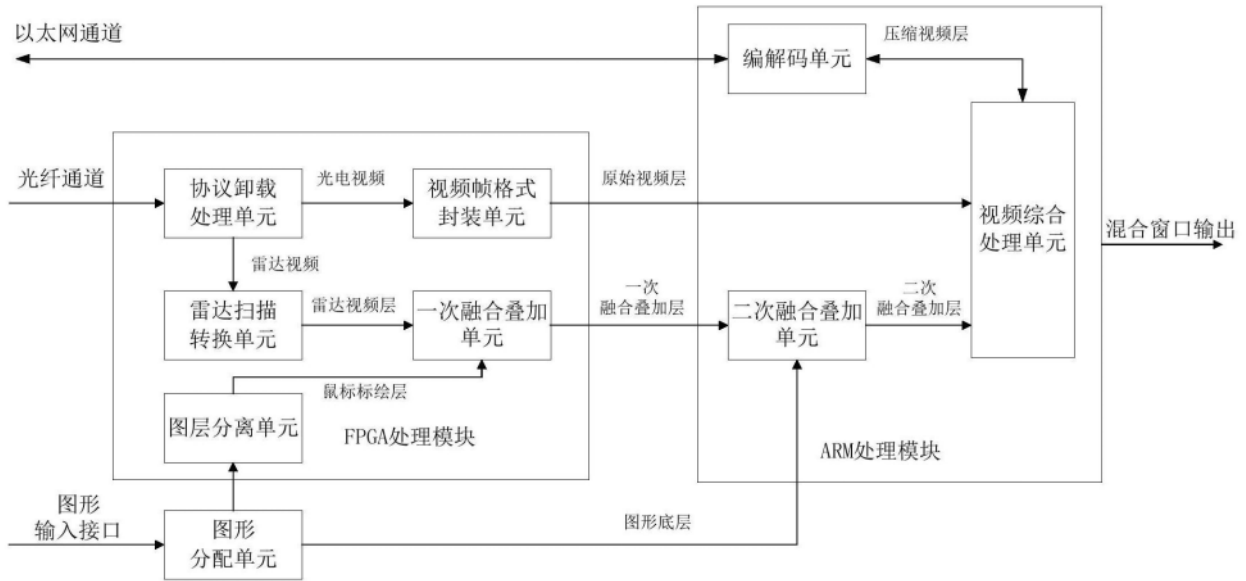 以太网通道
压缩视频层
编解码单元
光纤通道
协议卸载
处理单元
光电视频
视频帧格式
封装单元
原始视频层
视频综合
处理单元
混合窗口输出
雷达视频
雷达扫描
转换单元
雷达视频层
一次融合叠加
单元
一次
融合叠加层
二次融合叠加
单元
二次
融合叠加层
鼠标标绘层
图层分离单元
FPGA处理模块
ARM处理模块
图形
输入接口
图形
分配单元
图形底层